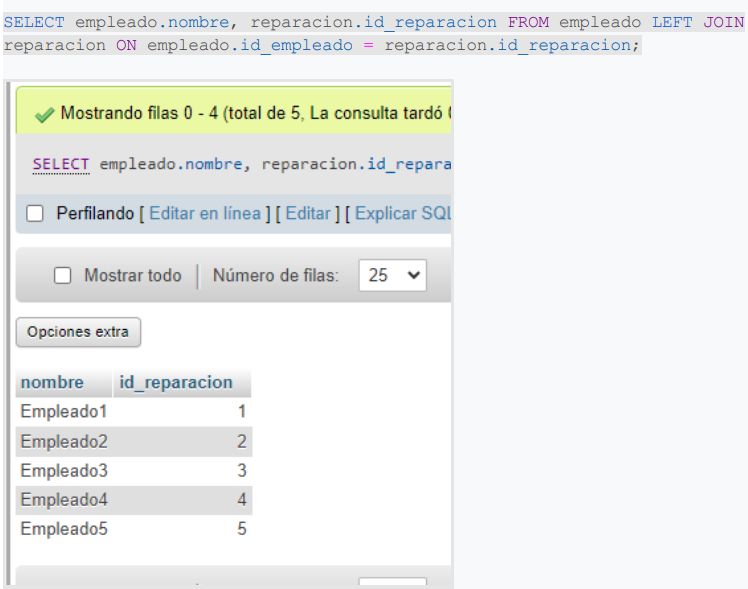 SELECT empleado.nombre, reparacion.id_reparacion FROM empleado LEFT JOIN
reparacion ON empleado.id_empleado = reparacion.id_reparacion;
Mostrando filas 0 - 4 (total de 5, La consulta tardó
SELECT empleado.nombre, reparacion.id_repara
Perfilando [ Editar en línea ] [ Editar ] [ Explicar SQL
Mostrar todo | Número de filas: 25
Opciones extra
nombre id_reparacion
Empleado1 1
Empleado2 2
Empleado3 3
Empleado4 4
Empleado5 5